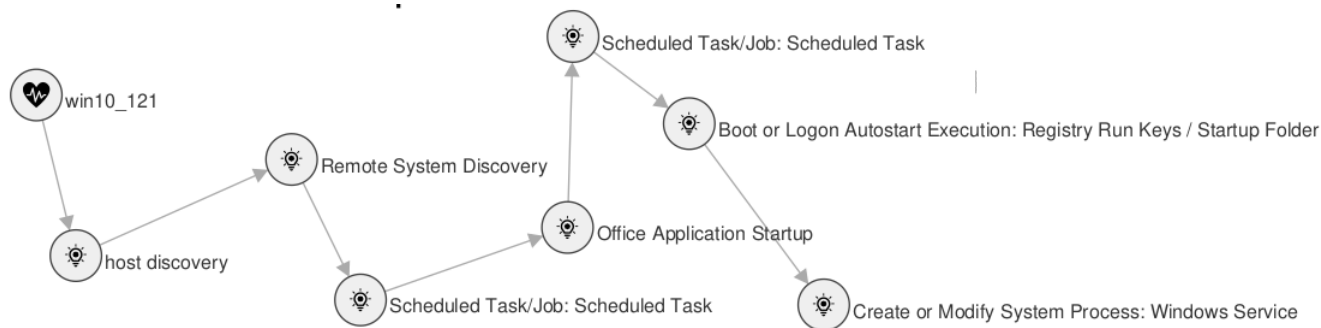 Scheduled Task/Job: Scheduled Task
win10_121
Boot or Logon Autostart Execution: Registry Run Keys / Startup Folder
Remote System Discovery
Office Application Startup
host discovery
Scheduled Task/Job: Scheduled Task
Create or Modify System Process: Windows Service